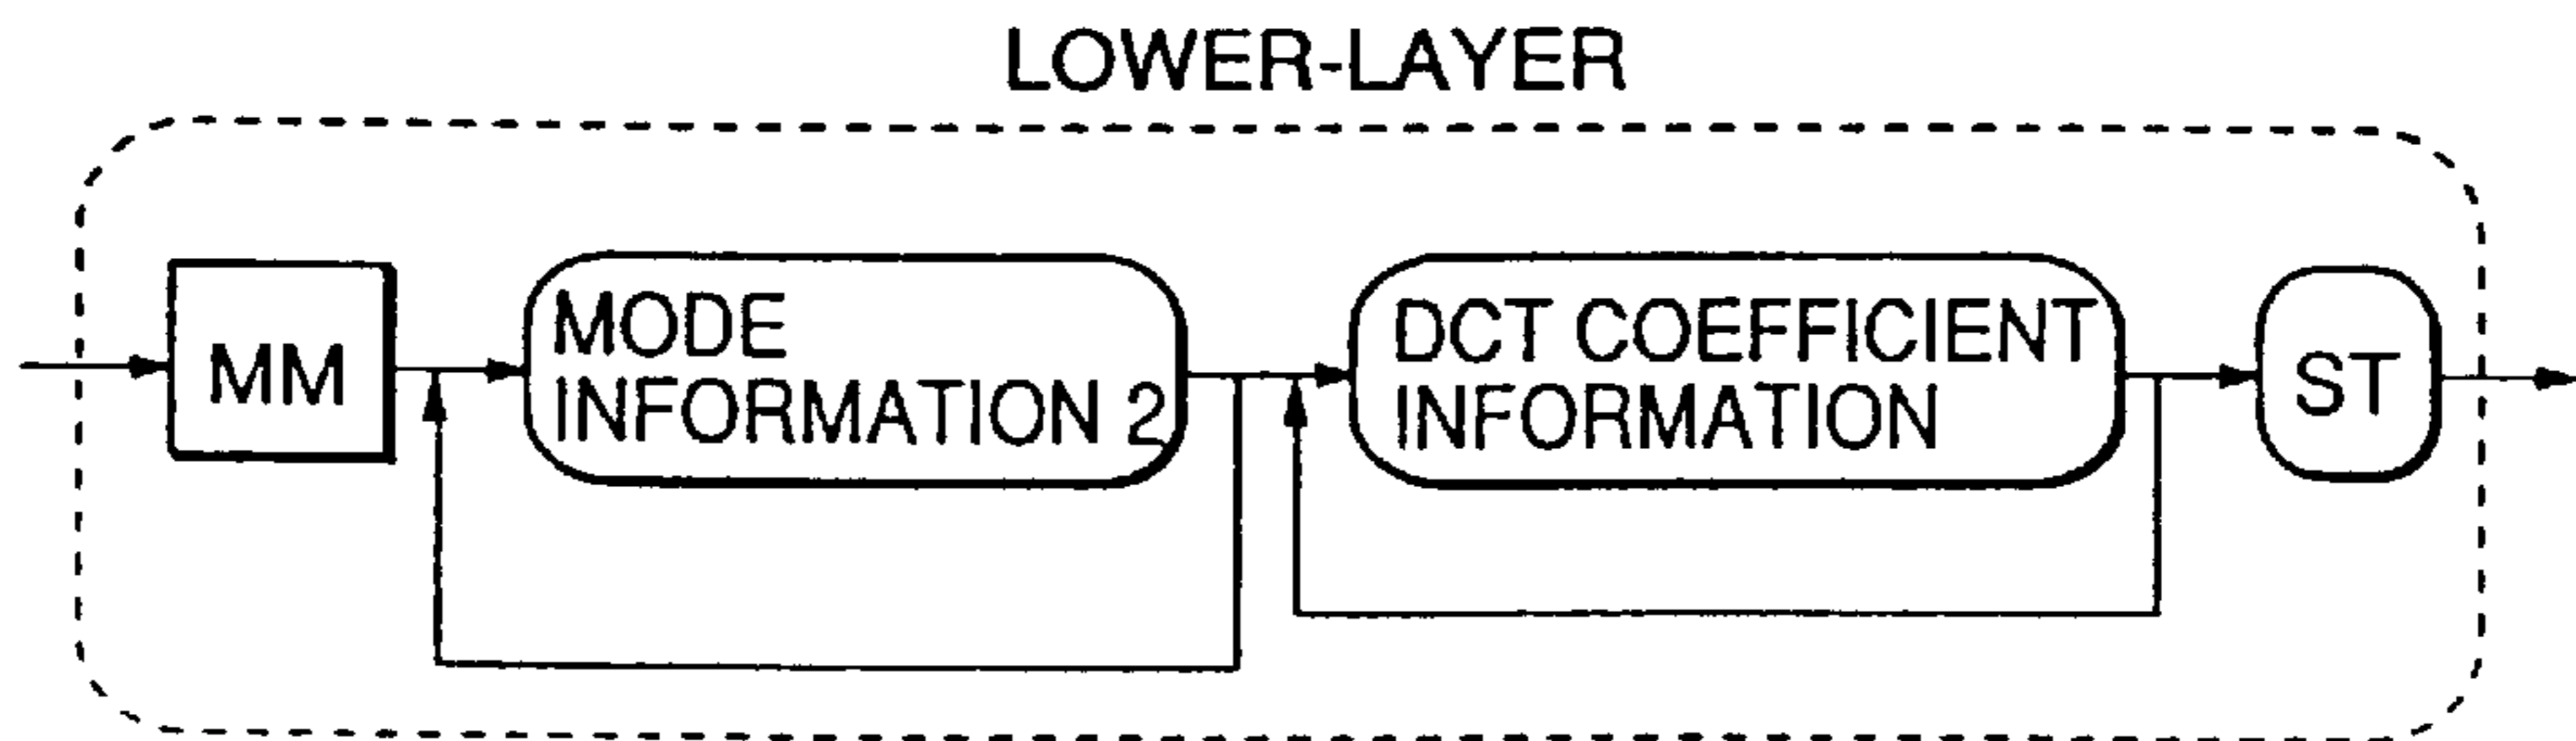 LOWER-LAYER
MM
MODE
INFORMATION 2
DCT COEFFICIENT
INFORMATION
ST